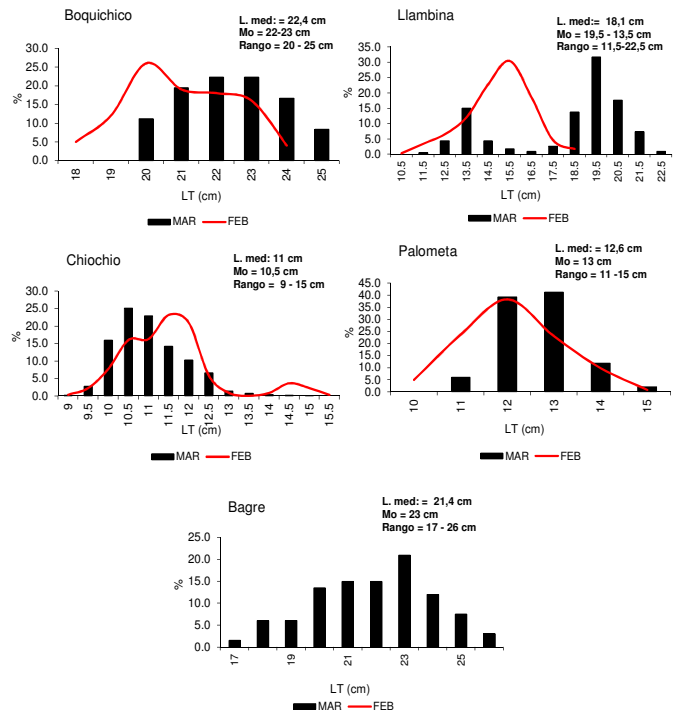 Boquichico
L. med: = 22,4 cm
Mo = 22-23 cm
Rango = 20 - 25 cm
30.0
25.0
20.0
15.0
10.0
5.0
0.0
%
18 19 20 21 22 23 24 25
LT (cm)
MAR FEB
Llambina
L. med:= 18,1 cm
Mo = 19,5 - 13,5 cm
Rango = 11,5-22,5 cm
35.0
30.0
25.0
20.0
15.0
10.0
5.0
0.0
%
10.5 11.5 12.5 13.5 14.5 15.5 16.5 17.5 18.5 19.5 20.5 21.5 22.5
LT (cm)
MAR FEB
Chiochio
L. med: 11 cm
Mo = 10,5 cm
Rango = 9 - 15 cm
30.0
25.0
20.0
15.0
10.0
5.0
0.0
%
9 9.5 10 10.5 11 11.5 12 12.5 13 13.5 14 14.5 15 15.5
LT (cm)
MAR FEB
Palometa
L. med: = 12,6 cm
Mo = 13 cm
Rango = 11 -15 cm
45.0
40.0
35.0
30.0
25.0
20.0
15.0
10.0
5.0
0.0
%
10 11 12 13 14 15
LT (cm)
MAR FEB
Bagre
L. med: = 21,4 cm
Mo = 23 cm
Rango = 17 - 26 cm
25.0
20.0
15.0
10.0
5.0
0.0
%
17 19 21 23 25
LT (cm)
MAR FEB